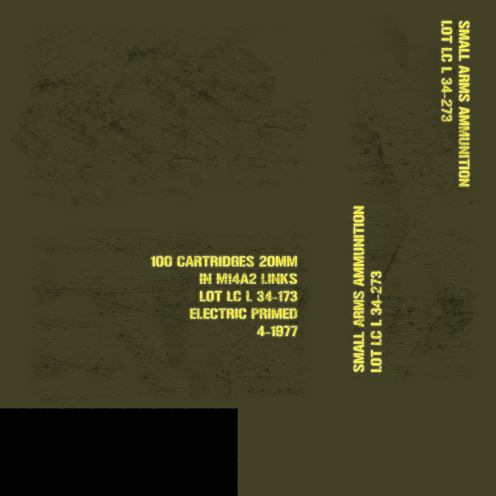 SMALL ARMS AMMUNITION
LOT LC L 34-273
100 CARTRIDGES 20MM
IN M14A2 LINKS
LOT LC L 34-173
ELECTRIC PRIMED
4-1977
SMALL ARMS AMMUNITION
LOT LC L 34-273